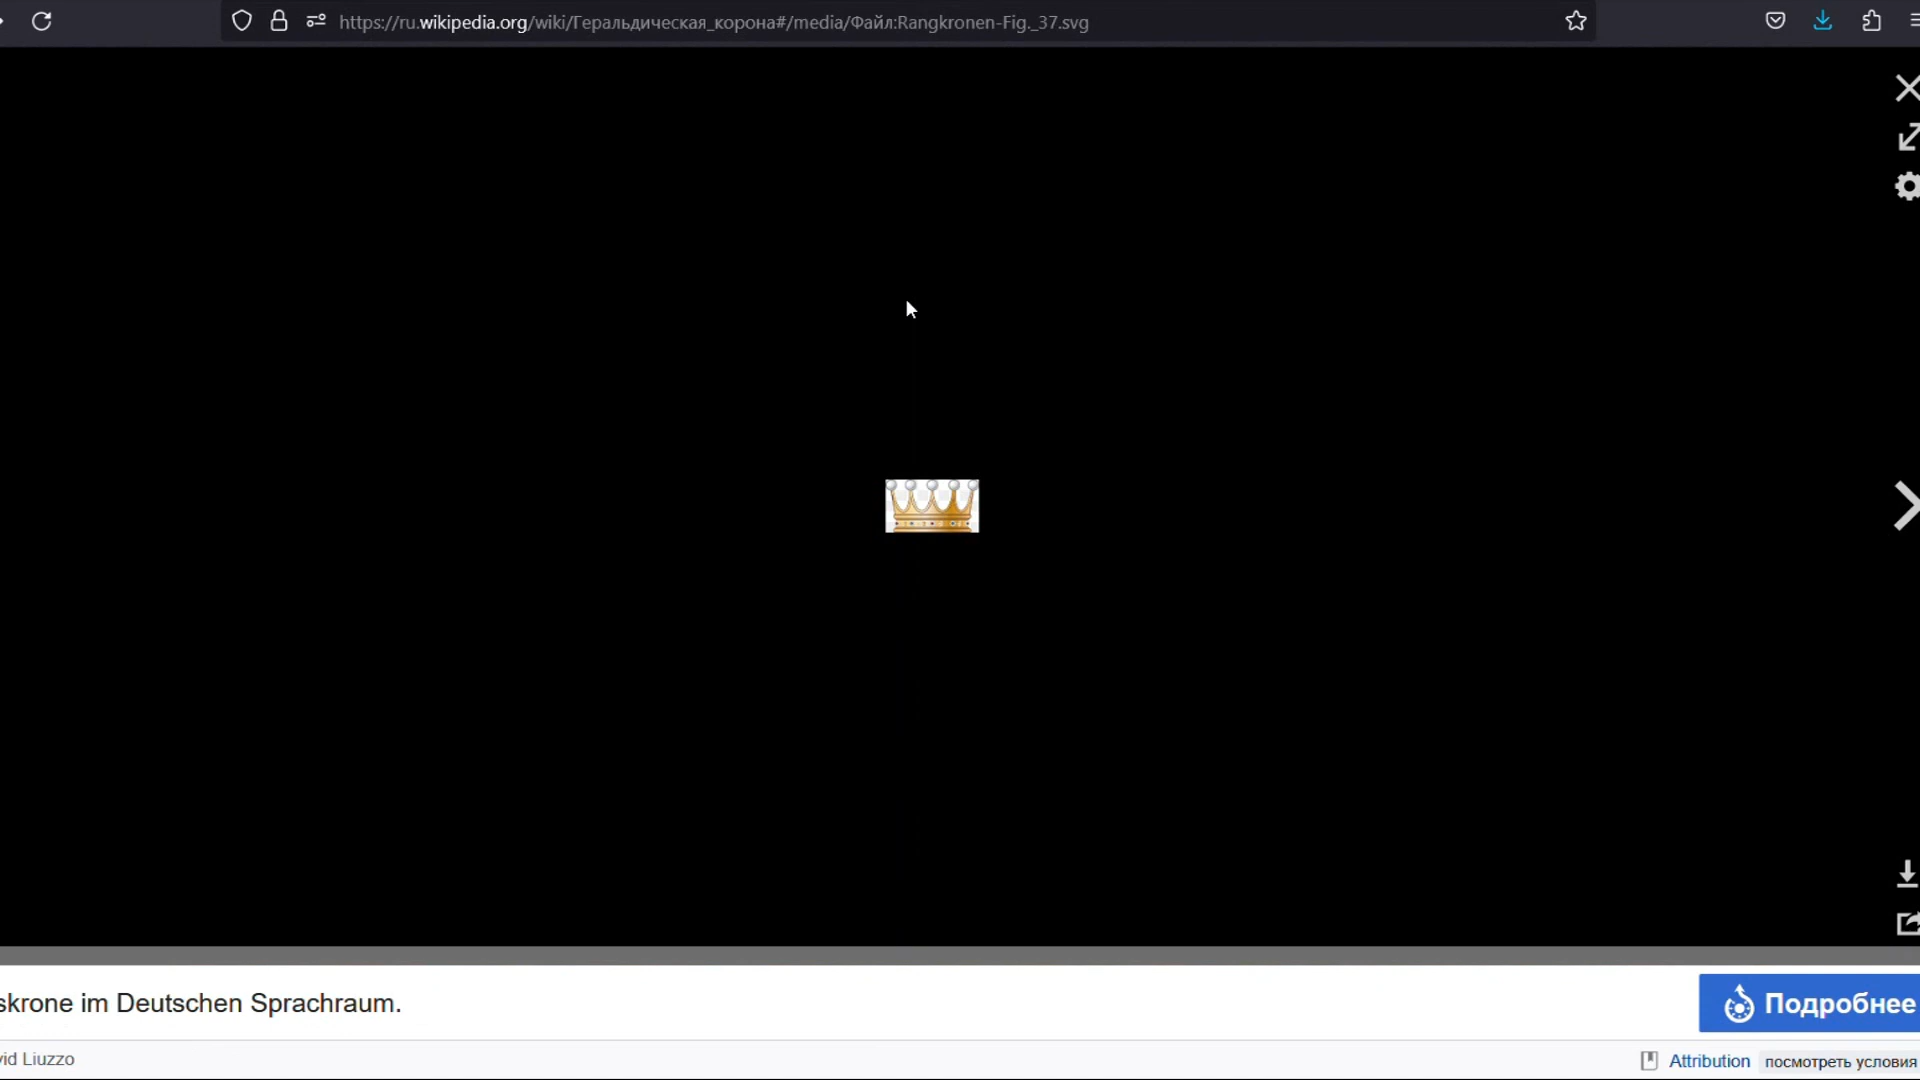 https://ru.wikipedia.org/wiki/Геральдическая_корона#/media/Файл:Rangkronen-Fig._37.svg
skrone im Deutschen Sprachraum.
Подробнее
vid Liuzzo
Attribution посмотреть условия